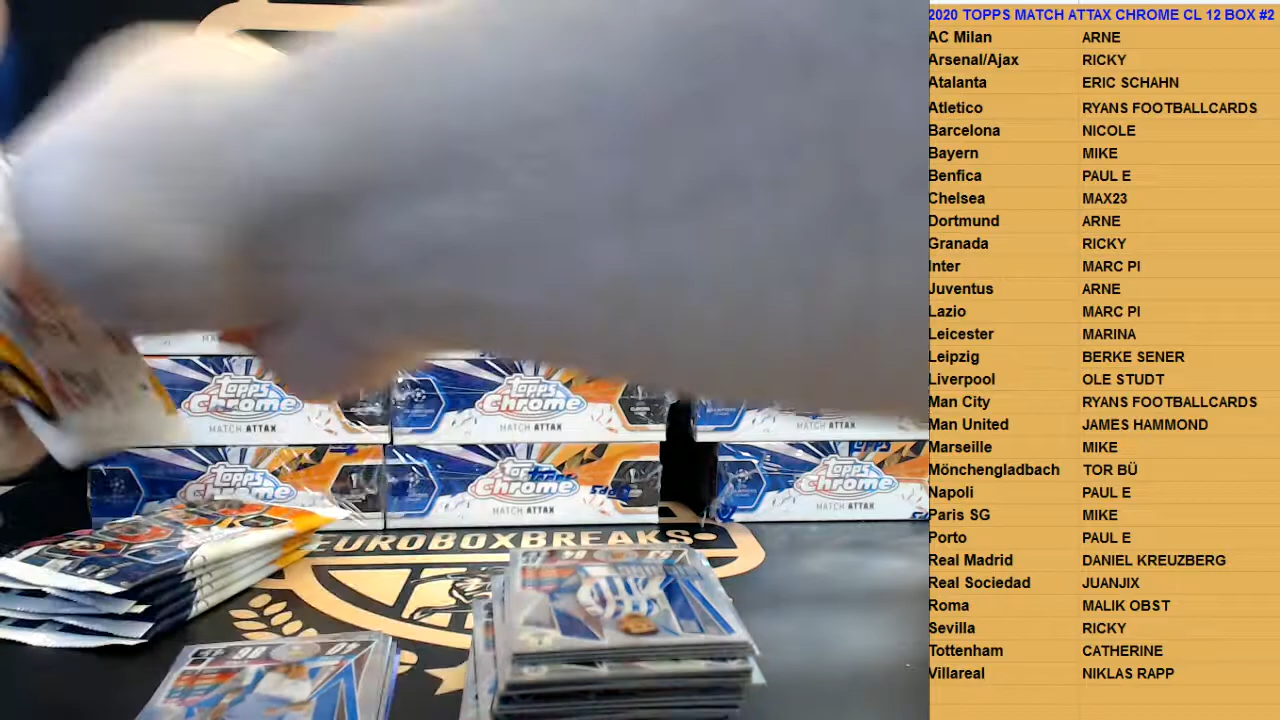 2020 TOPPS MATCH ATTAX CHROME CL 12 BOX #2
AC Milan ARNE
Arsenal/Ajax RICKY
Atalanta ERIC SCHAHN
Atletico RYANS FOOTBALLCARDS
Barcelona NICOLE
Bayern MIKE
Benfica PAUL E
Chelsea MAX23
Dortmund ARNE
Granada RICKY
Inter MARC PI
Juventus ARNE
Lazio MARC PI
Leicester MARINA
Leipzig BERKE SENER
Liverpool OLE STUDT
Man City RYANS FOOTBALLCARDS
Man United JAMES HAMMOND
Marseille MIKE
Mönchengladbach TOR BÜ
Napoli PAUL E
Paris SG MIKE
Porto PAUL E
Real Madrid DANIEL KREUZBERG
Real Sociedad JUANJIX
Roma MALIK OBST
Sevilla RICKY
Tottenham CATHERINE
Villareal NIKLAS RAPP
Topps Chrome
MATCH ATTAX
Topps Chrome
MATCH ATTAX
Topps Chrome
MATCH ATTAX
Topps Chrome
MATCH ATTAX
Topps Chrome
MATCH ATTAX
EUROBOXBREAKS